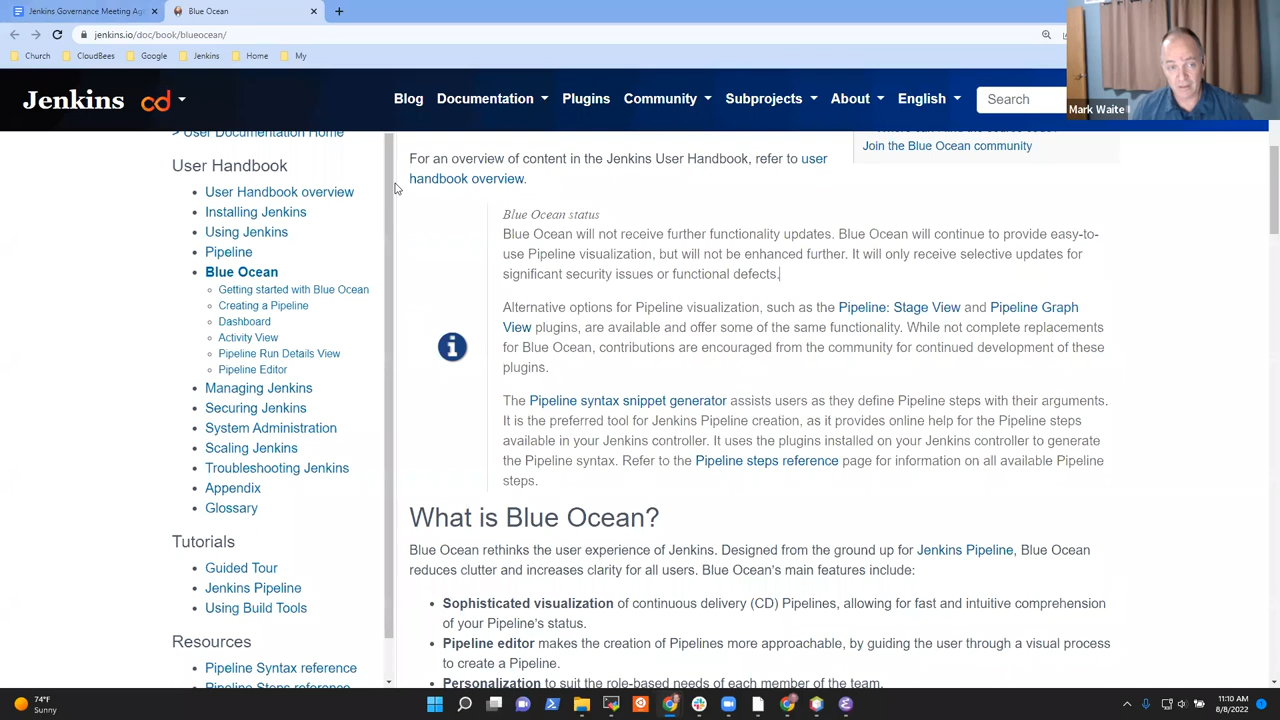 Jenkins Governance Meeting Ag
Blue Ocean
jenkins.io/doc/book/blueocean/
Church
CloudBees
Google
Jenkins
Home
My
Jenkins
cd
Blog
Documentation
Plugins
Community
Subprojects
About
English
Search
Mark Waite
> User Documentation Home
User Handbook
User Handbook overview
Installing Jenkins
Using Jenkins
Pipeline
Blue Ocean
Getting started with Blue Ocean
Creating a Pipeline
Dashboard
Activity View
Pipeline Run Details View
Pipeline Editor
Managing Jenkins
Securing Jenkins
System Administration
Scaling Jenkins
Troubleshooting Jenkins
Appendix
Glossary
Tutorials
Guided Tour
Jenkins Pipeline
Using Build Tools
Resources
Pipeline Syntax reference
Pipeline Steps reference
Join the Blue Ocean community
For an overview of content in the Jenkins User Handbook, refer to user
handbook overview.
Blue Ocean status
Blue Ocean will not receive further functionality updates. Blue Ocean will continue to provide easy-to-
use Pipeline visualization, but will not be enhanced further. It will only receive selective updates for
significant security issues or functional defects.
Alternative options for Pipeline visualization, such as the Pipeline: Stage View and Pipeline Graph
View plugins, are available and offer some of the same functionality. While not complete replacements
for Blue Ocean, contributions are encouraged from the community for continued development of these
plugins.
The Pipeline syntax snippet generator assists users as they define Pipeline steps with their arguments.
It is the preferred tool for Jenkins Pipeline creation, as it provides online help for the Pipeline steps
available in your Jenkins controller. It uses the plugins installed on your Jenkins controller to generate
the Pipeline syntax. Refer to the Pipeline steps reference page for information on all available Pipeline
steps.
What is Blue Ocean?
Blue Ocean rethinks the user experience of Jenkins. Designed from the ground up for Jenkins Pipeline, Blue Ocean
reduces clutter and increases clarity for all users. Blue Ocean's main features include:
Sophisticated visualization of continuous delivery (CD) Pipelines, allowing for fast and intuitive comprehension
of your Pipeline's status.
Pipeline editor makes the creation of Pipelines more approachable, by guiding the user through a visual process
to create a Pipeline.
Personalization to suit the role-based needs of each member of the team.
74°F
Sunny
11:10 AM
8/8/2022